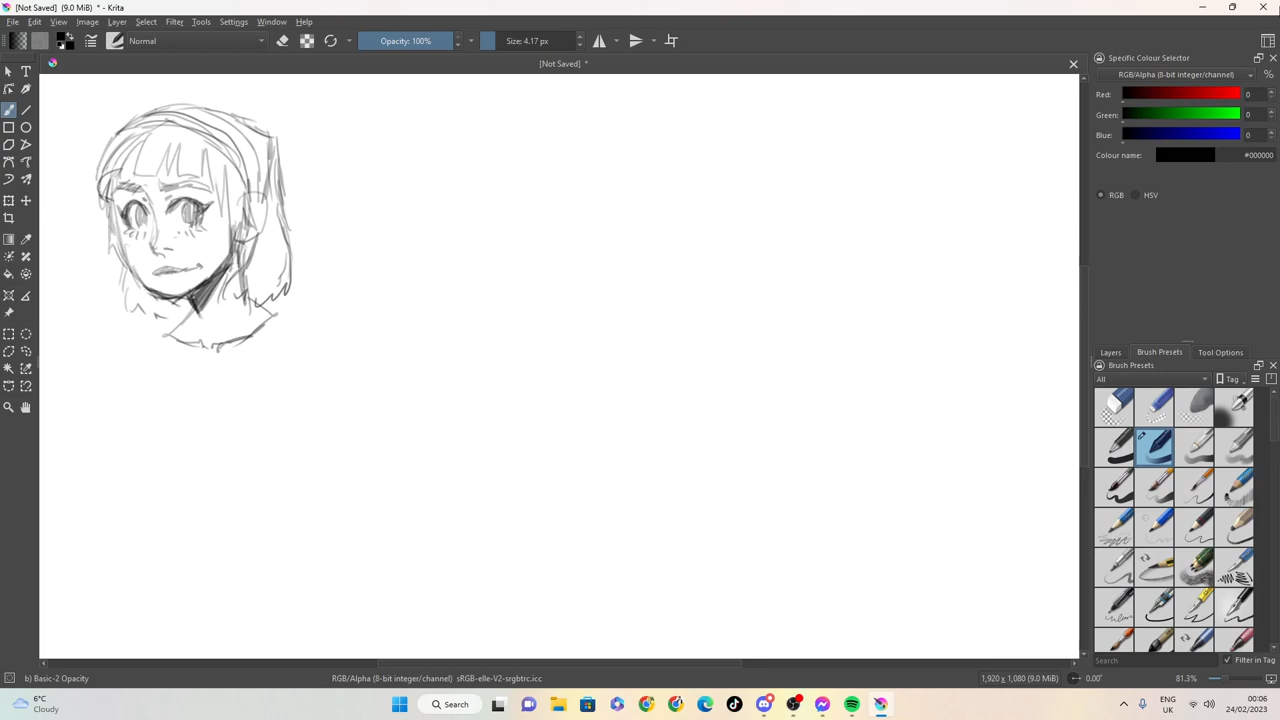 [Not Saved] (9.0 MiB) * - Krita
File Edit View Image Layer Select Filter Tools Settings Window Help
Normal
Opacity: 100%
Size: 4.17 px
[Not Saved] *
Specific Colour Selector
RGB/Alpha (8-bit integer/channel)
%
Red: 0
Green: 0
Blue: 0
Colour name: #000000
RGB HSV
Layers Brush Presets Tool Options
Brush Presets
All Tag
Search Filter in Tag
b) Basic-2 Opacity
RGB/Alpha (8-bit integer/channel) sRGB-elle-V2-srgbtrc.icc
1,920 x 1,080 (9.0 MiB)
0.00°
81.3%
6°C
Cloudy
Search
ENG
UK
00:06
24/02/2023